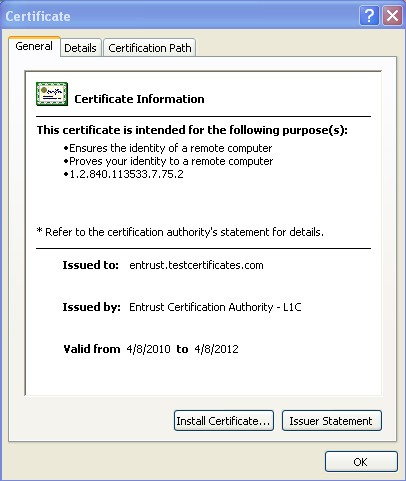 Certificate
General Details Certification Path
Certificate Information
This certificate is intended for the following purpose(s):
•Ensures the identity of a remote computer
•Proves your identity to a remote computer
•1.2.840.113533.7.75.2
* Refer to the certification authority's statement for details.
Issued to: entrust.testcertificates.com
Issued by: Entrust Certification Authority - L1C
Valid from 4/8/2010 to 4/8/2012
Install Certificate... Issuer Statement
OK